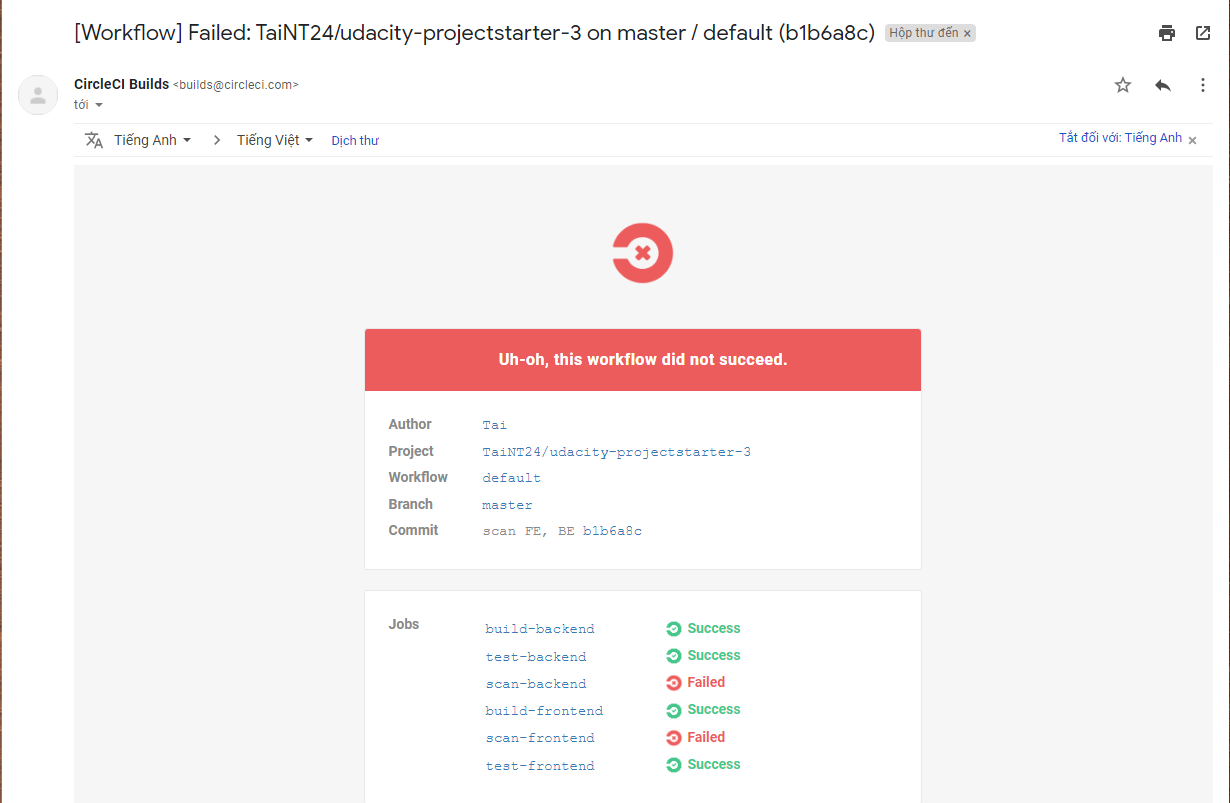 [Workflow] Failed: TaiNT24/udacity-projectstarter-3 on master / default (b1b6a8c) Hộp thư đến ×
CircleCI Builds <builds@circleci.com>
tới
Tiếng Anh > Tiếng Việt Dịch thư Tắt đối với: Tiếng Anh ×
Uh-oh, this workflow did not succeed.
Author Tai
Project TaiNT24/udacity-projectstarter-3
Workflow default
Branch master
Commit scan FE, BE b1b6a8c
Jobs build-backend Success
test-backend Success
scan-backend Failed
build-frontend Success
scan-frontend Failed
test-frontend Success